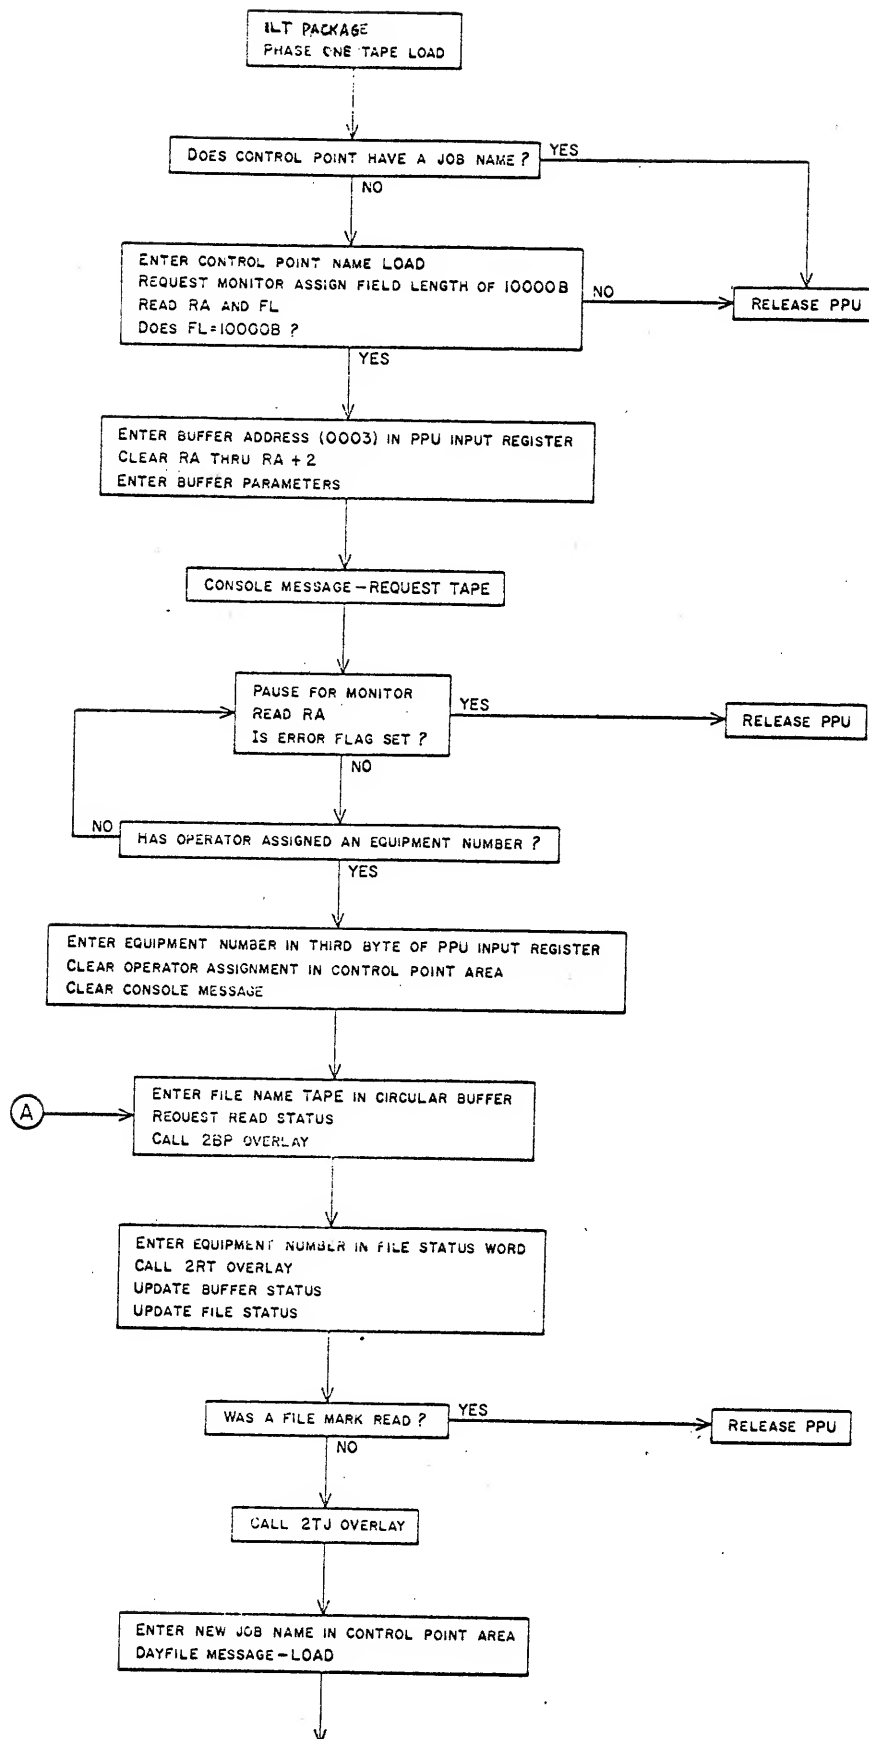 1LT PACKAGE
PHASE ONE TAPE LOAD
DOES CONTROL POINT HAVE A JOB NAME?
YES
NO
ENTER CONTROL POINT NAME LOAD
REQUEST MONITOR ASSIGN FIELD LENGTH OF 10000B
READ RA AND FL
DOES FL=10000B ?
NO
RELEASE PPU
YES
ENTER BUFFER ADDRESS (0003) IN PPU INPUT REGISTER
CLEAR RA THRU RA + 2
ENTER BUFFER PARAMETERS
CONSOLE MESSAGE – REQUEST TAPE
PAUSE FOR MONITOR
READ RA
IS ERROR FLAG SET ?
YES
RELEASE PPU
NO
NO
HAS OPERATOR ASSIGNED AN EQUIPMENT NUMBER ?
YES
ENTER EQUIPMENT NUMBER IN THIRD BYTE OF PPU INPUT REGISTER
CLEAR OPERATOR ASSIGNMENT IN CONTROL POINT AREA
CLEAR CONSOLE MESSAGE
A
ENTER FILE NAME TAPE IN CIRCULAR BUFFER
REQUEST READ STATUS
CALL 2BP OVERLAY
ENTER EQUIPMENT NUMBER IN FILE STATUS WORD
CALL 2RT OVERLAY
UPDATE BUFFER STATUS
UPDATE FILE STATUS
WAS A FILE MARK READ ?
YES
RELEASE PPU
NO
CALL 2TJ OVERLAY
ENTER NEW JOB NAME IN CONTROL POINT AREA
DAYFILE MESSAGE – LOAD